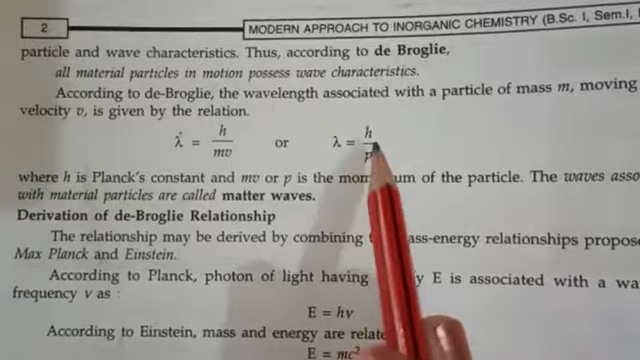 2
MODERN APPROACH TO INORGANIC CHEMISTRY (B.Sc. I, Sem.I,
particle and wave characteristics. Thus, according to de Broglie,
all material particles in motion possess wave characteristics.
According to de-Broglie, the wavelength associated with a particle of mass m, moving
velocity v, is given by the relation.
λ = h/mv or λ = h/p
where h is Planck's constant and mv or p is the mom um of the particle. The waves asso
with material particles are called matter waves.
Derivation of de-Broglie Relationship
The relationship may be derived by combining ass-energy relationships propose
Max Planck and Einstein.
According to Planck, photon of light having y E is associated with a wa
frequency ν as :
E = hν
According to Einstein, mass and energy are relate
E = mc²